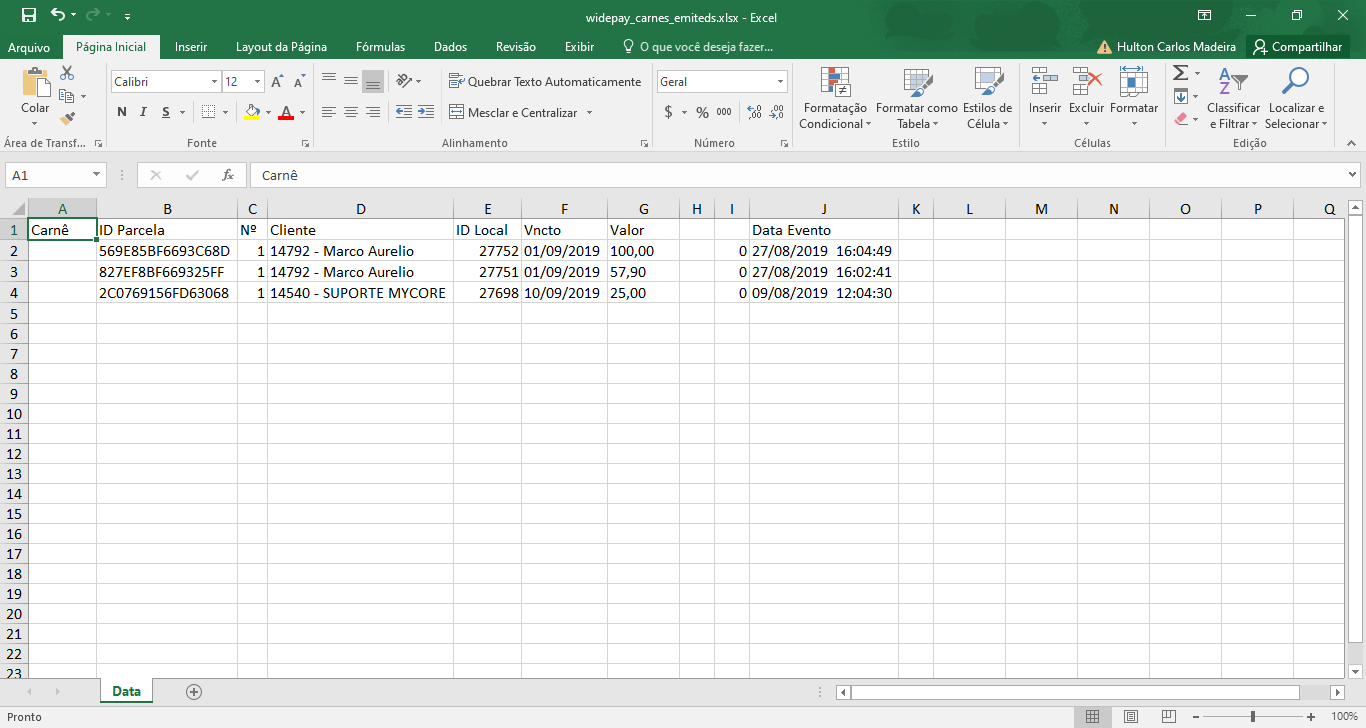 widepay_carnes_emiteds.xlsx - Excel
Arquivo Página Inicial Inserir Layout da Página Fórmulas Dados Revisão Exibir O que você deseja fazer... Hulton Carlos Madeira Compartilhar
Colar Calibri 12 Quebrar Texto Automaticamente Geral
N I S A Mesclar e Centralizar $ % 000
Formatação Condicional
Formatar como Tabela
Estilos de Célula
Inserir Excluir Formatar
Classificar e Filtrar
Localizar e Selecionar
Área de Transf... Fonte Alinhamento Número Estilo Células Edição
A1 fx Carnê
A B C D E F G H I J K L M N O P Q
1 Carnê ID Parcela Nº Cliente ID Local Vncto Valor Data Evento
2 569E85BF6693C68D 1 14792 - Marco Aurelio 27752 01/09/2019 100,00 0 27/08/2019 16:04:49
3 827EF8BF669325FF 1 14792 - Marco Aurelio 27751 01/09/2019 57,90 0 27/08/2019 16:02:41
4 2C0769156FD63068 1 14540 - SUPORTE MYCORE 27698 10/09/2019 25,00 0 09/08/2019 12:04:30
5
6
7
8
9
10
11
12
13
14
15
16
17
18
19
20
21
22
23
Data
Pronto 100%